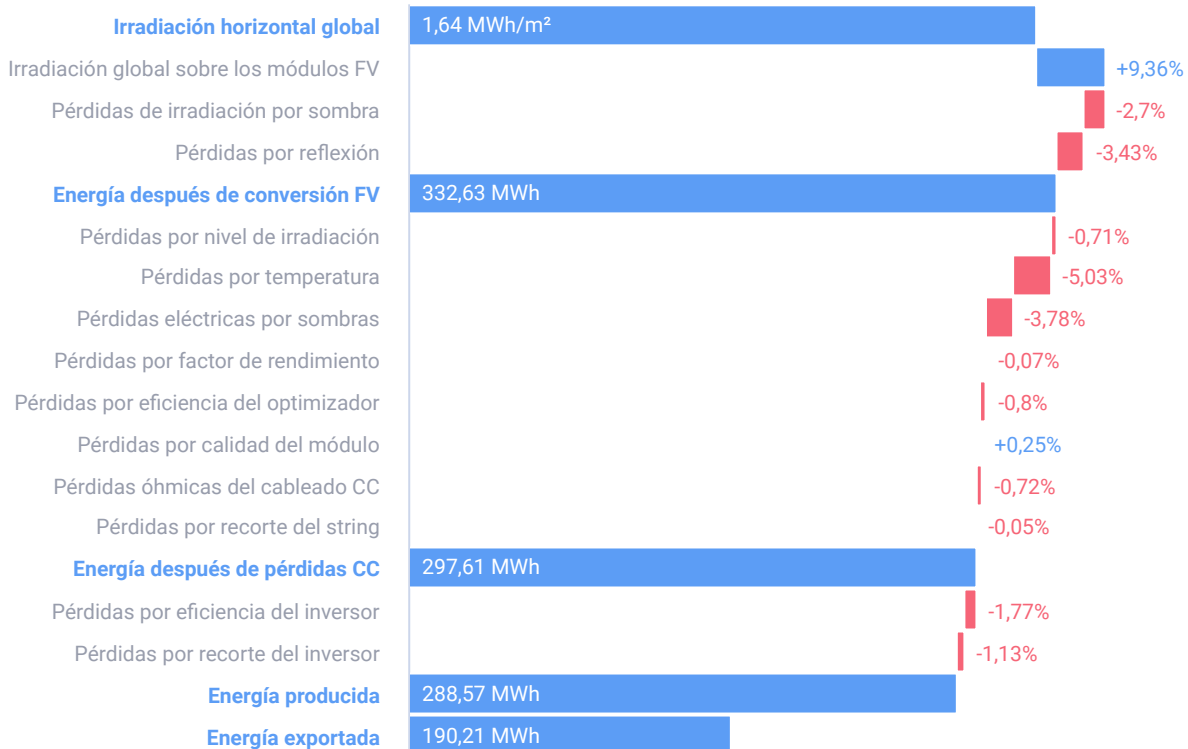 Irradiación horizontal global 1,64 MWh/m²
Irradiación global sobre los módulos FV +9,36%
Pérdidas de irradiación por sombra -2,7%
Pérdidas por reflexión -3,43%
Energía después de conversión FV 332,63 MWh
Pérdidas por nivel de irradiación -0,71%
Pérdidas por temperatura -5,03%
Pérdidas eléctricas por sombras -3,78%
Pérdidas por factor de rendimiento -0,07%
Pérdidas por eficiencia del optimizador -0,8%
Pérdidas por calidad del módulo +0,25%
Pérdidas óhmicas del cableado CC -0,72%
Pérdidas por recorte del string -0,05%
Energía después de pérdidas CC 297,61 MWh
Pérdidas por eficiencia del inversor -1,77%
Pérdidas por recorte del inversor -1,13%
Energía producida 288,57 MWh
Energía exportada 190,21 MWh